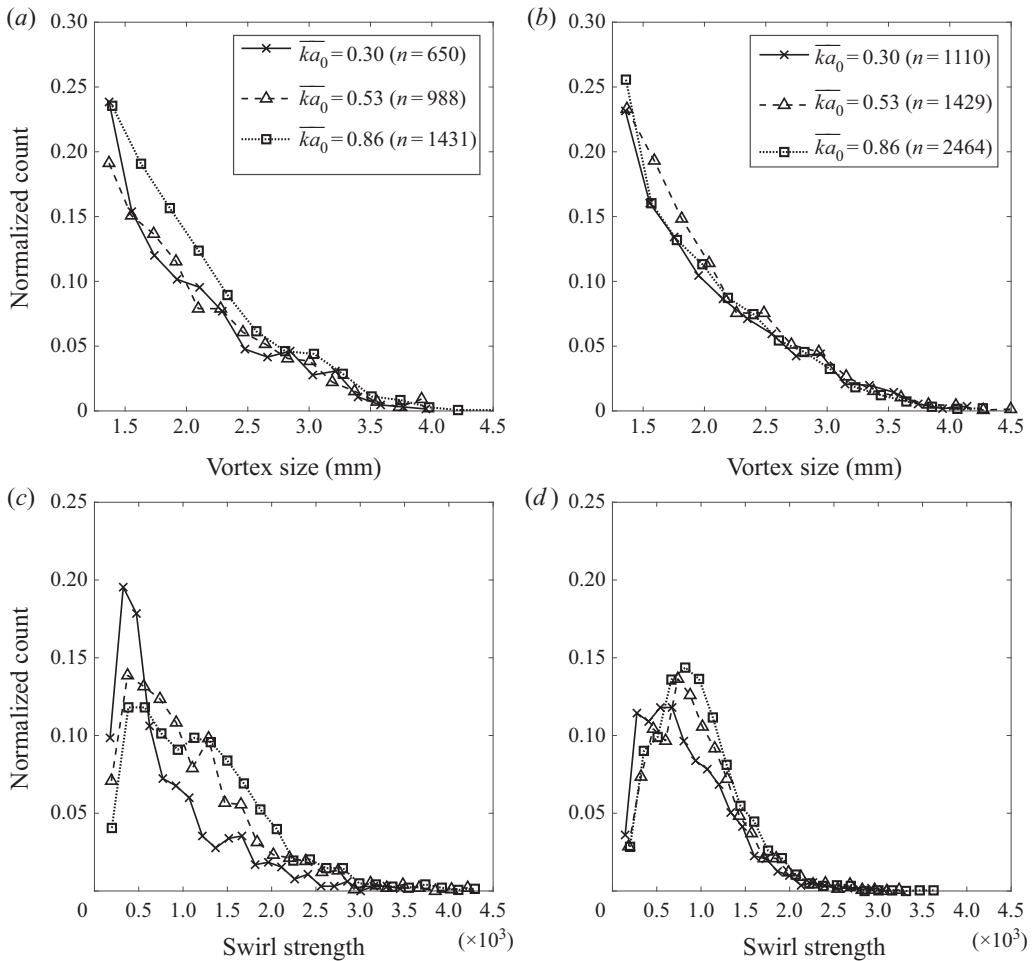 (a)
0.30
0.25
0.20
0.15
0.10
0.05
0
Normalized count
1.5 2.0 2.5 3.0 3.5 4.0 4.5
Vortex size (mm)
ka0 = 0.30 (n = 650)
ka0 = 0.53 (n = 988)
ka0 = 0.86 (n = 1431)
(b)
0.30
0.25
0.20
0.15
0.10
0.05
0
1.5 2.0 2.5 3.0 3.5 4.0 4.5
Vortex size (mm)
ka0 = 0.30 (n = 1110)
ka0 = 0.53 (n = 1429)
ka0 = 0.86 (n = 2464)
(c)
0.25
0.20
0.15
0.10
0.05
Normalized count
0 0.5 1.0 1.5 2.0 2.5 3.0 3.5 4.0
(×10³)
Swirl strength
(d)
0.25
0.20
0.15
0.10
0.05
0 0.5 1.0 1.5 2.0 2.5 3.0 3.5 4.0
(×10³)
Swirl strength